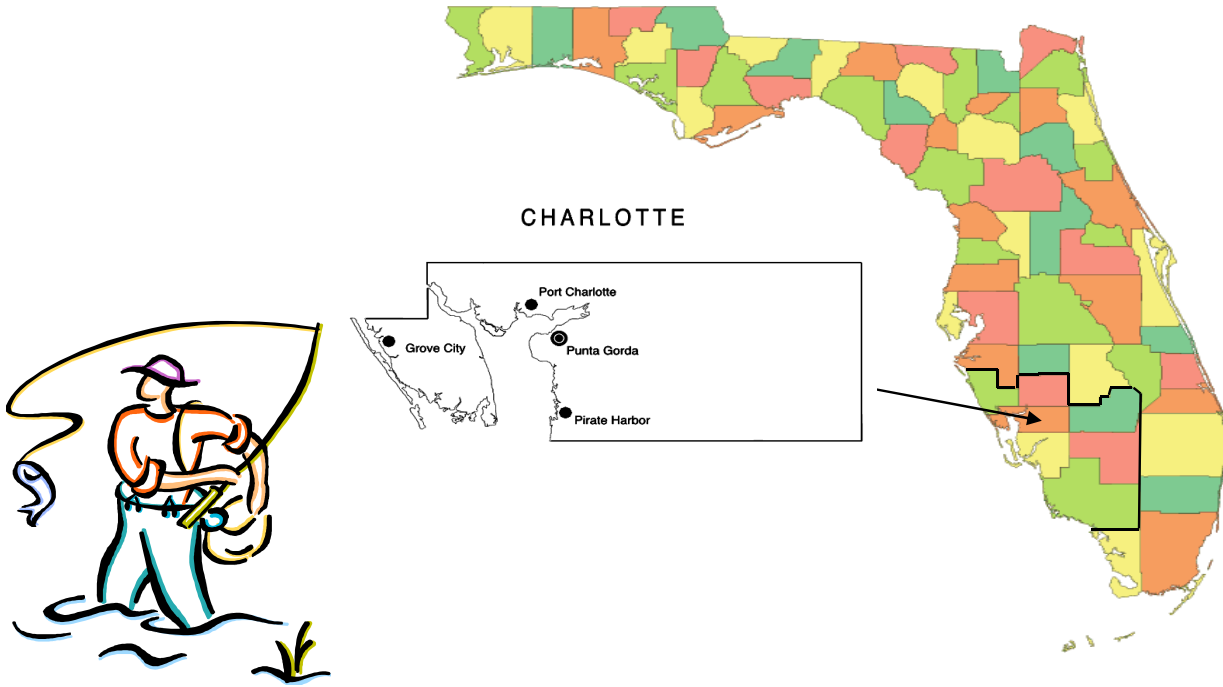 CHARLOTTE
Port Charlotte
Grove City
Punta Gorda
Pirate Harbor